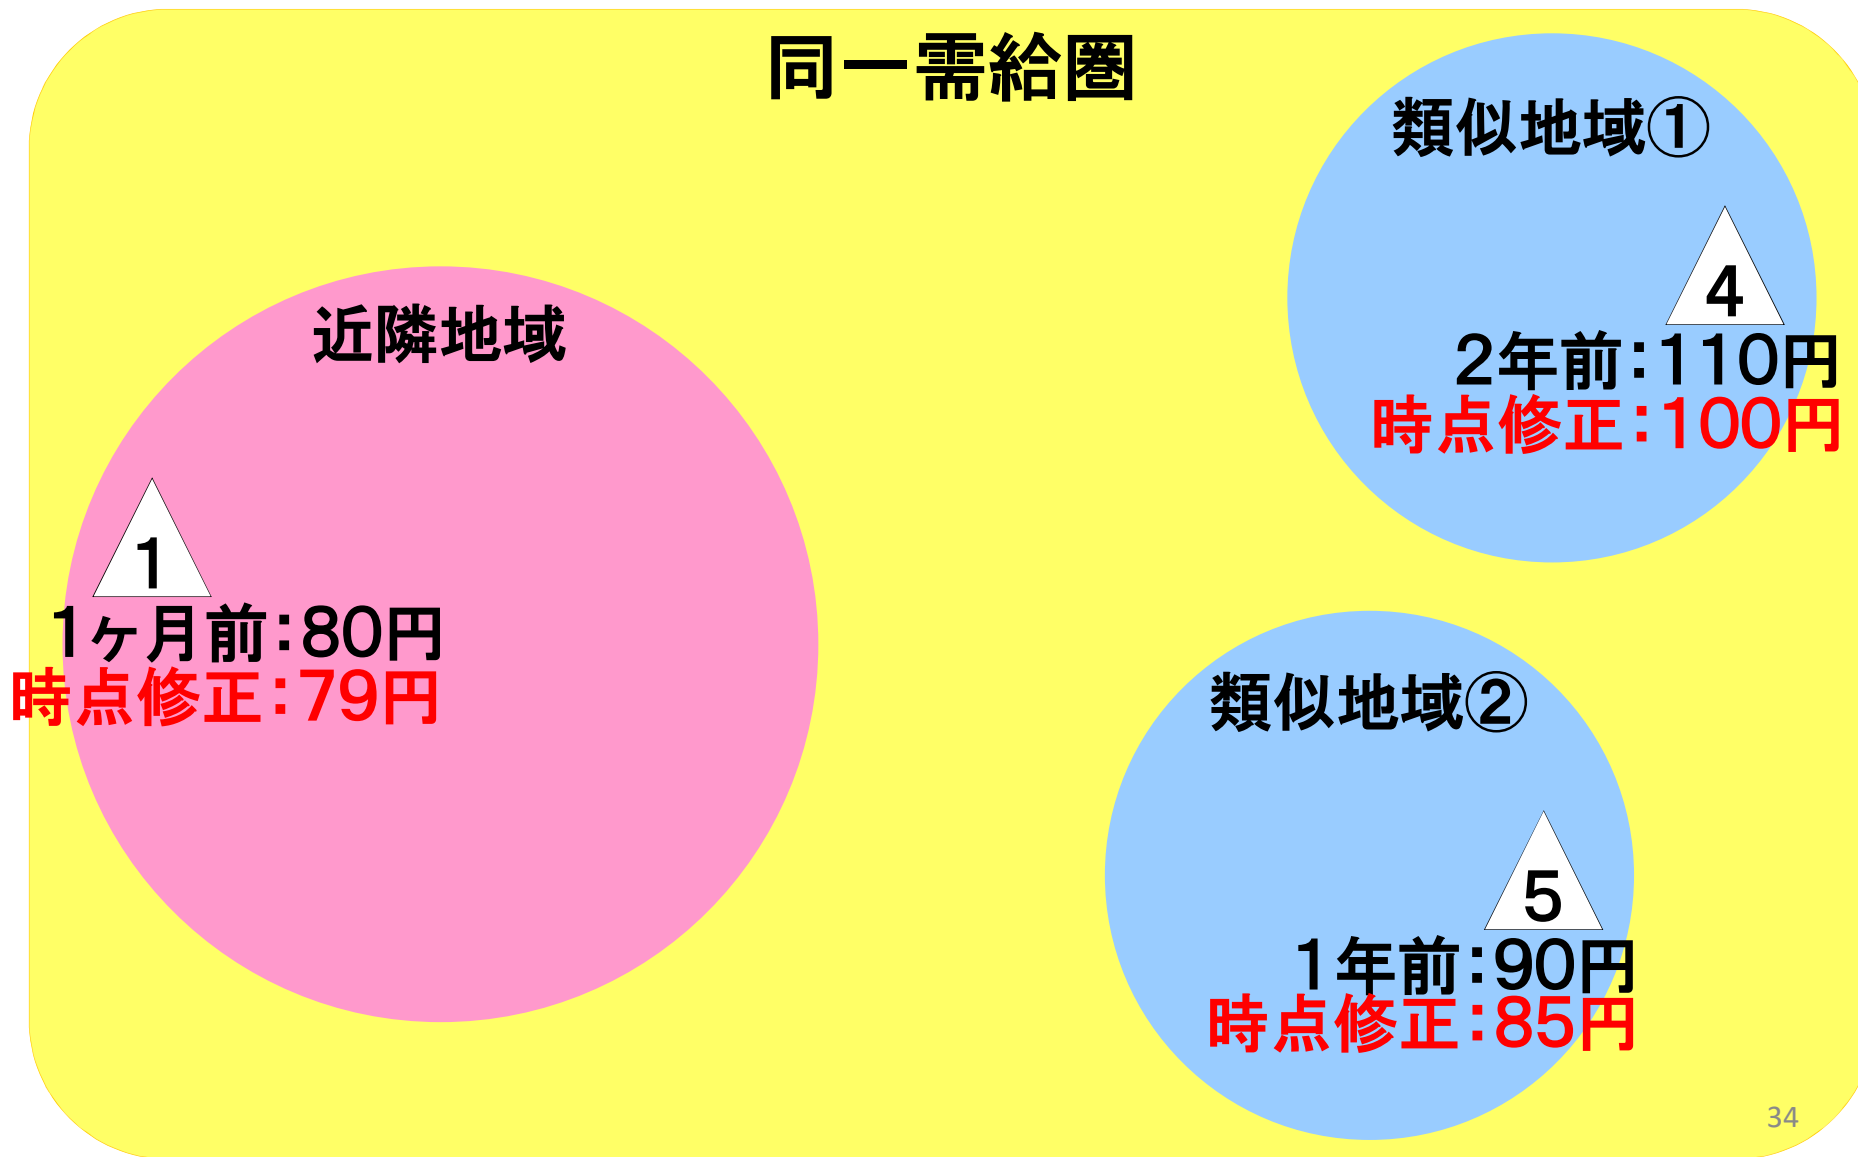 同一需給圏
類似地域①
4
2年前：110円
時点修正：100円
近隣地域
1
1ヶ月前：80円
時点修正：79円
類似地域②
5
1年前：90円
時点修正：85円
34